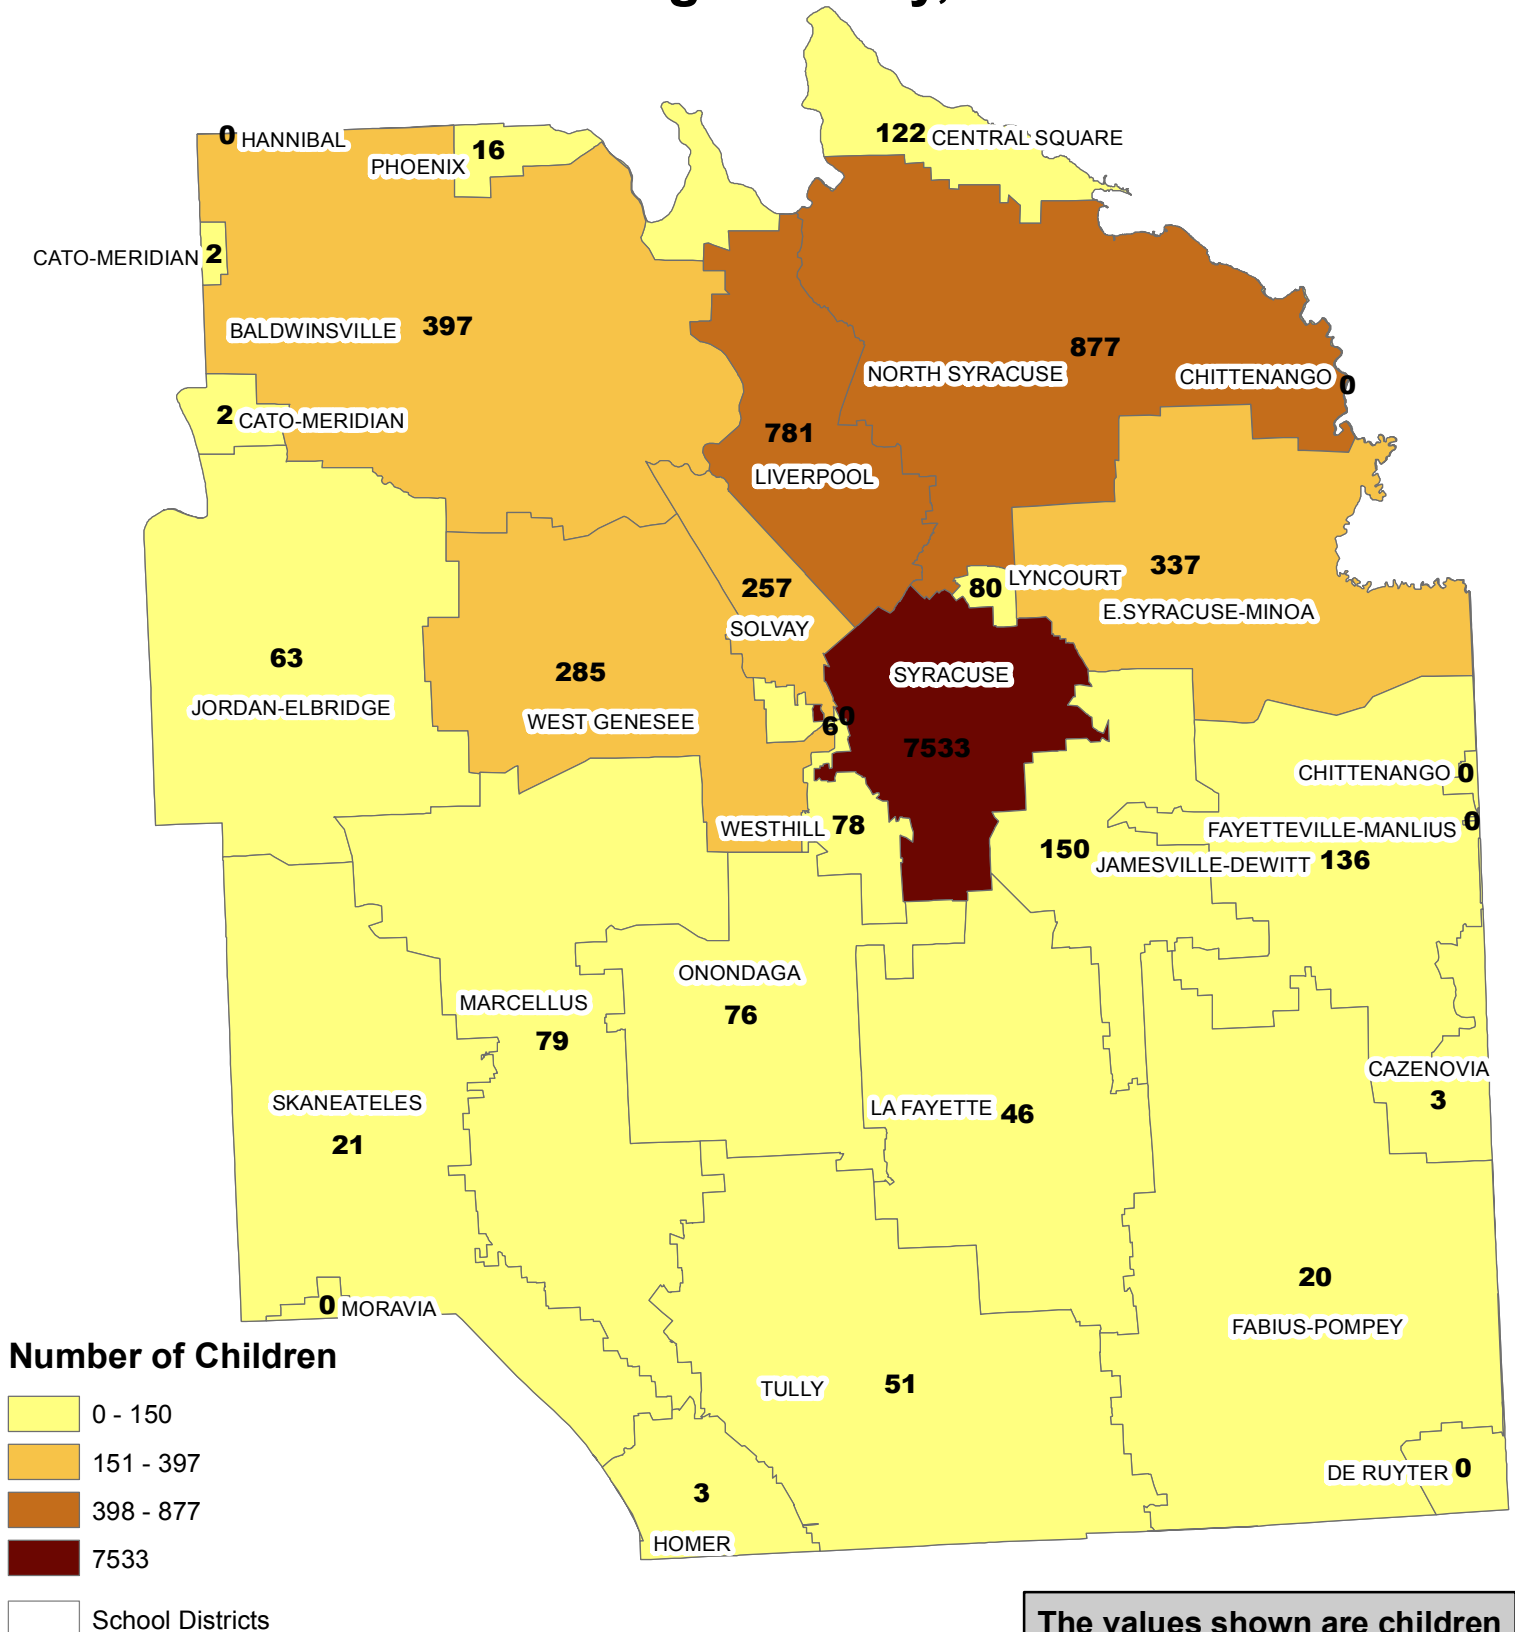 0 HANNIBAL
PHOENIX 16
122 CENTRAL SQUARE
CATO-MERIDIAN 2
BALDWINSVILLE 397
877
NORTH SYRACUSE
CHITTENANGO 0
2 CATO-MERIDIAN
781
LIVERPOOL
257
SOLVAY
80 LYNCOURT
337
E.SYRACUSE-MINOA
63
JORDAN-ELBRIDGE
285
WEST GENESEE
SYRACUSE
7533
6
0
CHITTENANGO 0
WESTHILL 78
FAYETTEVILLE-MANLIUS 0
136
150
JAMESVILLE-DEWITT
ONONDAGA
76
MARCELLUS
79
CAZENOVIA
3
SKANEATELES
21
LA FAYETTE 46
20
FABIUS-POMPEY
0 MORAVIA
TULLY 51
DE RUYTER 0
3
HOMER
Number of Children
0 - 150
151 - 397
398 - 877
7533
School Districts
The values shown are children